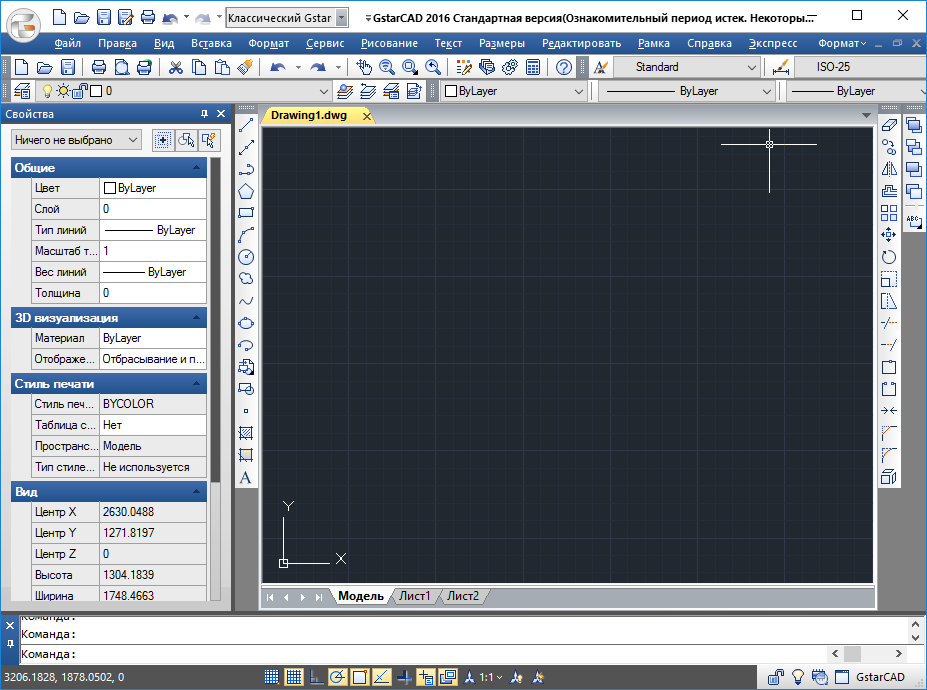 Классический Gstar
GstarCAD 2016 Стандартная версия(Ознакомительный период истек. Некоторы...
Файл Правка Вид Вставка Формат Сервис Рисование Текст Размеры Редактировать Рамка Справка Экспресс Формат
Standard ISO-25
0 ByLayer ByLayer ByLayer
Свойства
Drawing1.dwg
Ничего не выбрано
Общие
Цвет ByLayer
Слой 0
Тип линий ByLayer
Масштаб т... 1
Вес линий ByLayer
Толщина 0
3D визуализация
Материал ByLayer
Отображе... Отбрасывание и п...
Стиль печати
Стиль печ... BYCOLOR
Таблица с... Нет
Пространс... Модель
Тип стиле... Не используется
Вид
Центр X 2630.0488
Центр Y 1271.8197
Центр Z 0
Высота 1304.1839
Ширина 1748.4663
ABC
A
Y
X
Модель Лист1 Лист2
Команда:
Команда:
Команда:
3206.1828, 1878.0502, 0 1:1 GstarCAD